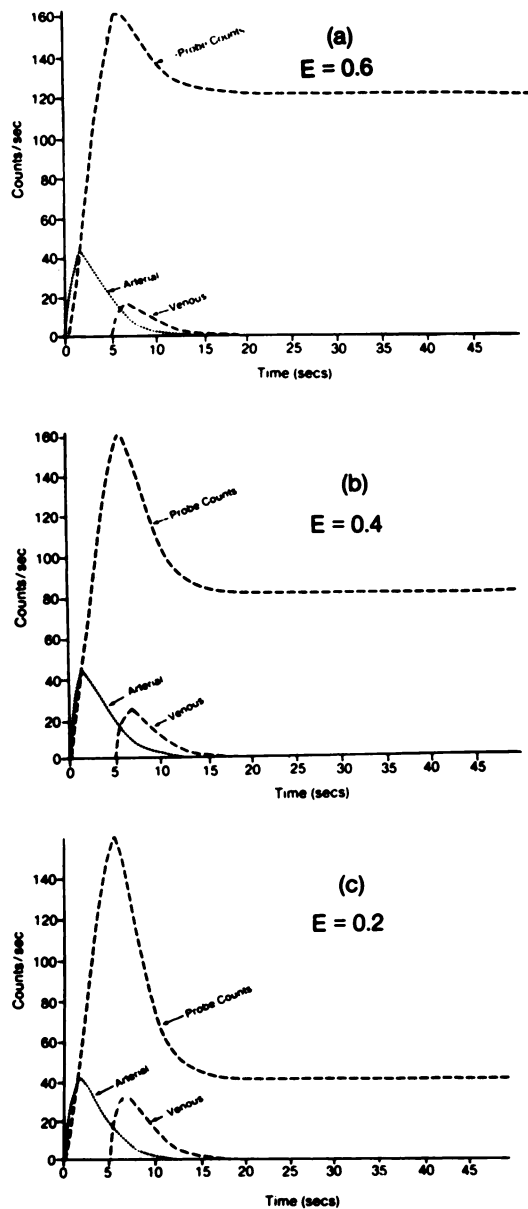 160
140
120
100
80
60
40
20
0
Counts/sec
(a)
E = 0.6
Probe Counts
Arterial
Venous
0 5 10 15 20 25 30 35 40 45
Time (secs)
160
140
120
100
80
60
40
20
0
Counts/sec
(b)
E = 0.4
Probe Counts
Arterial
Venous
0 5 10 15 20 25 30 35 40 45
Time (secs)
140
120
100
80
60
40
20
0
Counts/sec
(c)
E = 0.2
Probe Counts
Arterial
Venous
0 5 10 15 20 25 30 35 40 45
Time (secs)